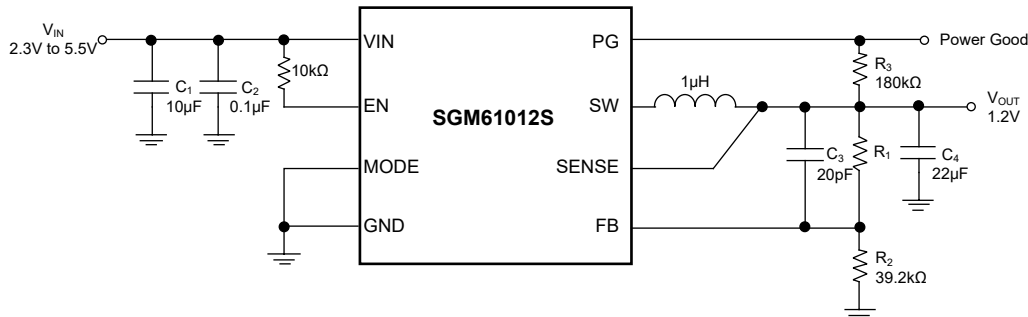 VIN
2.3V to 5.5V
C1
10μF
C2
0.1μF
10kΩ
VIN
EN
MODE
GND
SGM61012S
PG
SW
SENSE
FB
1μH
Power Good
R3
180kΩ
VOUT
1.2V
C3
20pF
R1
C4
22μF
R2
39.2kΩ